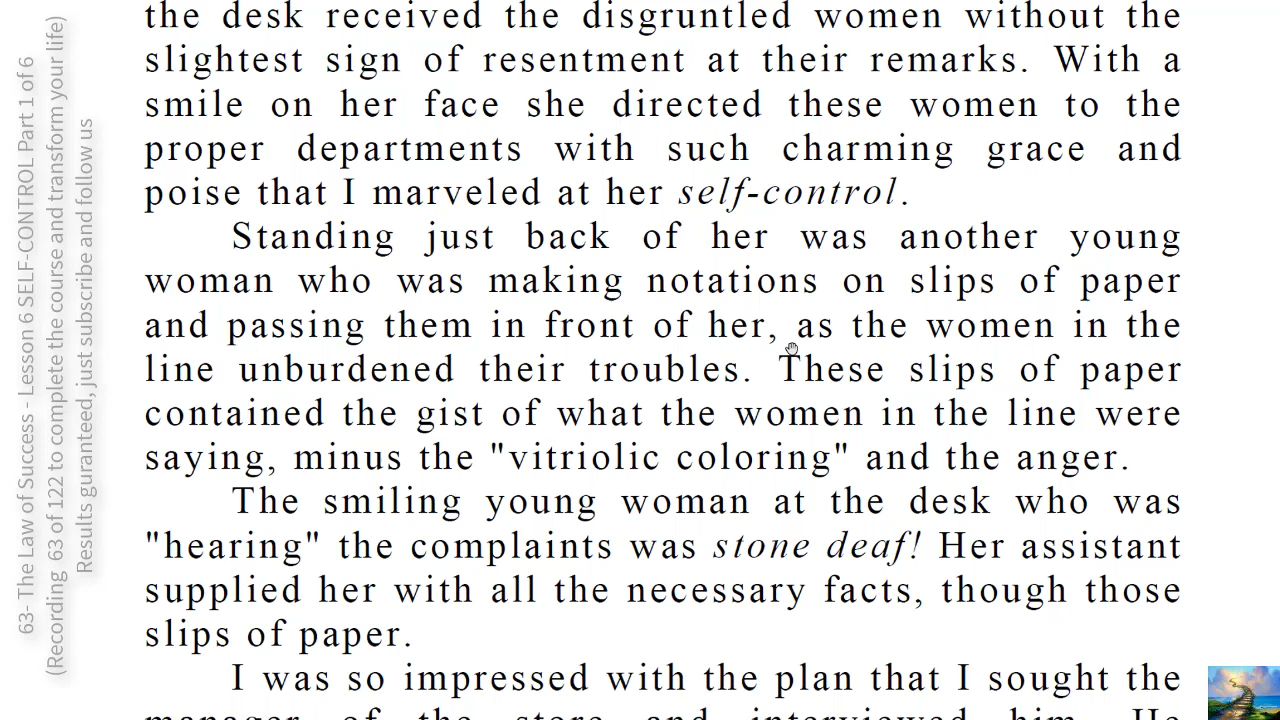 the desk received the disgruntled women without the
slightest sign of resentment at their remarks. With a
smile on her face she directed these women to the
proper departments with such charming grace and
poise that I marveled at her self-control.
Standing just back of her was another young
woman who was making notations on slips of paper
and passing them in front of her, as the women in the
line unburdened their troubles. These slips of paper
contained the gist of what the women in the line were
saying, minus the "vitriolic coloring" and the anger.
The smiling young woman at the desk who was
"hearing" the complaints was stone deaf! Her assistant
supplied her with all the necessary facts, though those
slips of paper.
I was so impressed with the plan that I sought the
manager of the store and interviewed him. He
63- The Law of Success - Lesson 6 SELF-CONTROL Part 1 of 6
(Recording 63 of 122 to complete the course and transform your life)
Results guranteed, just subscribe and follow us